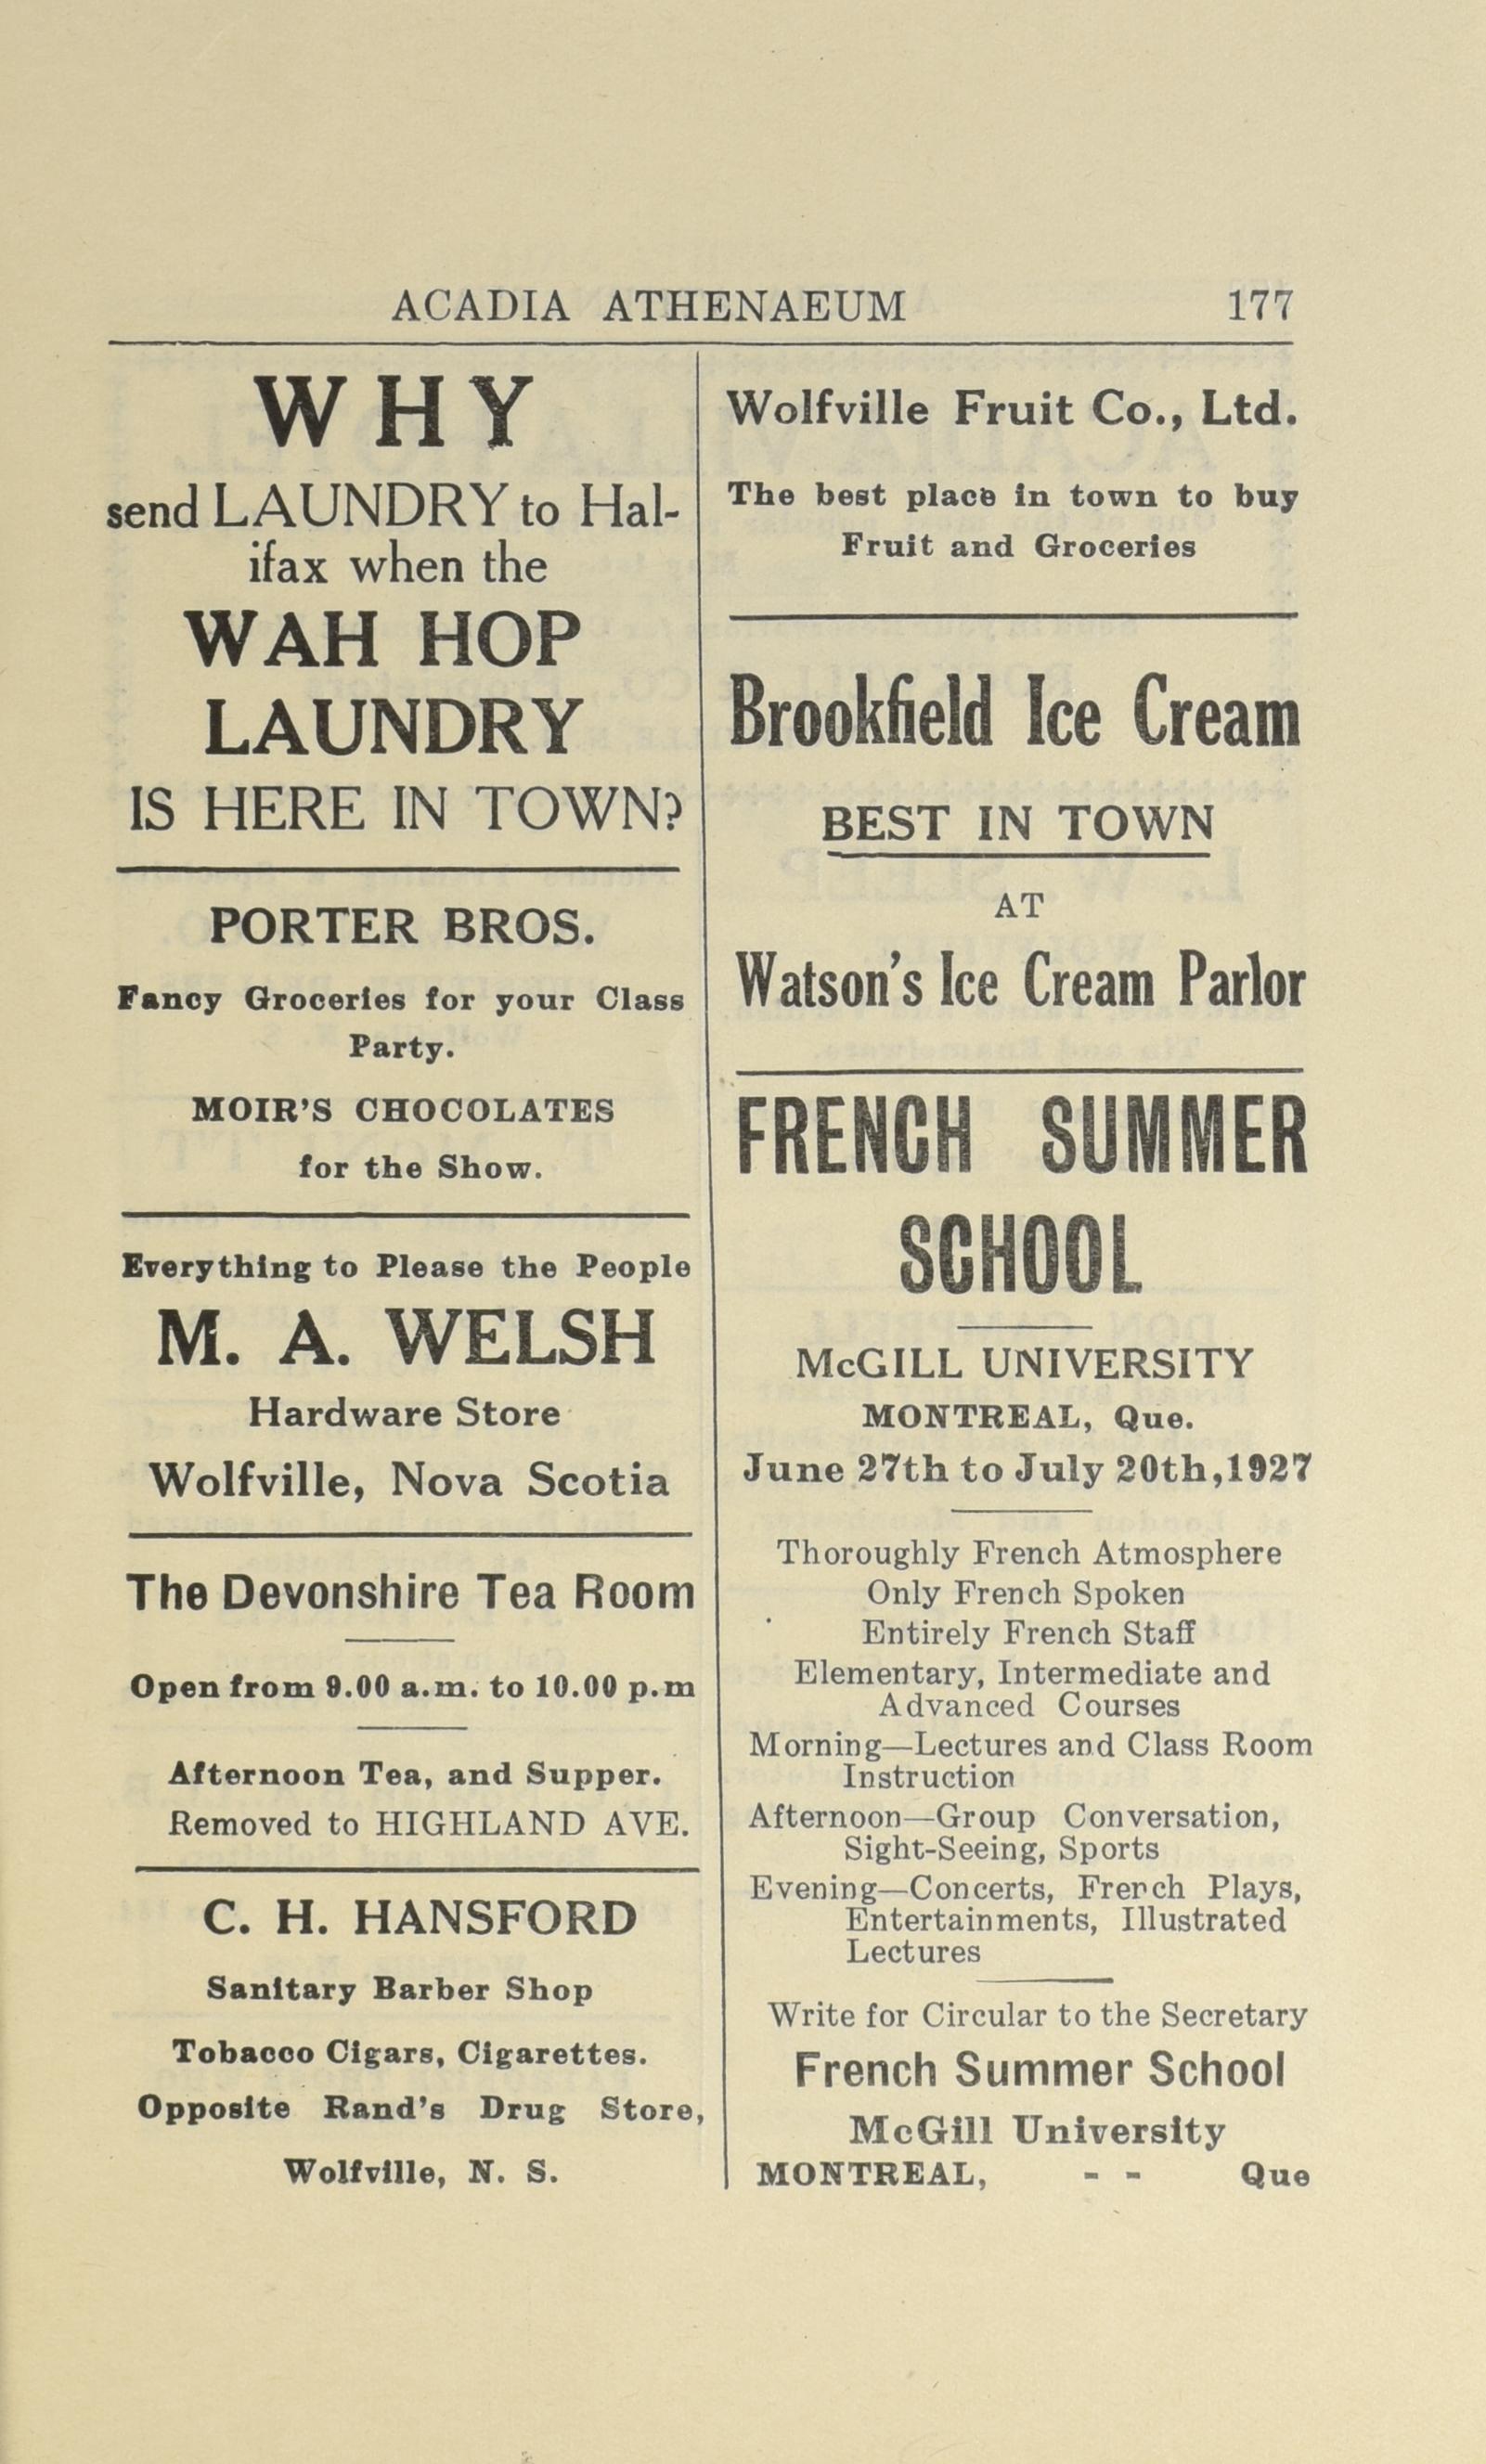 ACADIA ATHENAEUM 177
WHY
send LAUNDRY to Hal-
ifax when the
WAH HOP
LAUNDRY
IS HERE IN TOWN?
PORTER BROS.
Fancy Groceries for your Class
Party.
MOIR'S CHOCOLATES
for the Show.
Everything to Please the People
M. A. WELSH
Hardware Store
Wolfville, Nova Scotia
The Devonshire Tea Room
Open from 9.00 a.m. to 10.00 p.m
Afternoon Tea, and Supper.
Removed to HIGHLAND AVE.
C. H. HANSFORD
Sanitary Barber Shop
Tobacco Cigars, Cigarettes.
Opposite Rand's Drug Store,
Wolfville, N. S.
Wolfville Fruit Co., Ltd.
The best place in town to buy
Fruit and Groceries
Brookfield Ice Cream
BEST IN TOWN
AT
Watson's Ice Cream Parlor
FRENCH SUMMER
SCHOOL
McGILL UNIVERSITY
MONTREAL, Que.
June 27th to July 20th,1927
Thoroughly French Atmosphere
Only French Spoken
Entirely French Staff
Elementary, Intermediate and
Advanced Courses
Morning—Lectures and Class Room
Instruction
Afternoon—Group Conversation,
Sight-Seeing, Sports
Evening—Concerts, French Plays,
Entertainments, Illustrated
Lectures
Write for Circular to the Secretary
French Summer School
McGill University
MONTREAL, - - Que